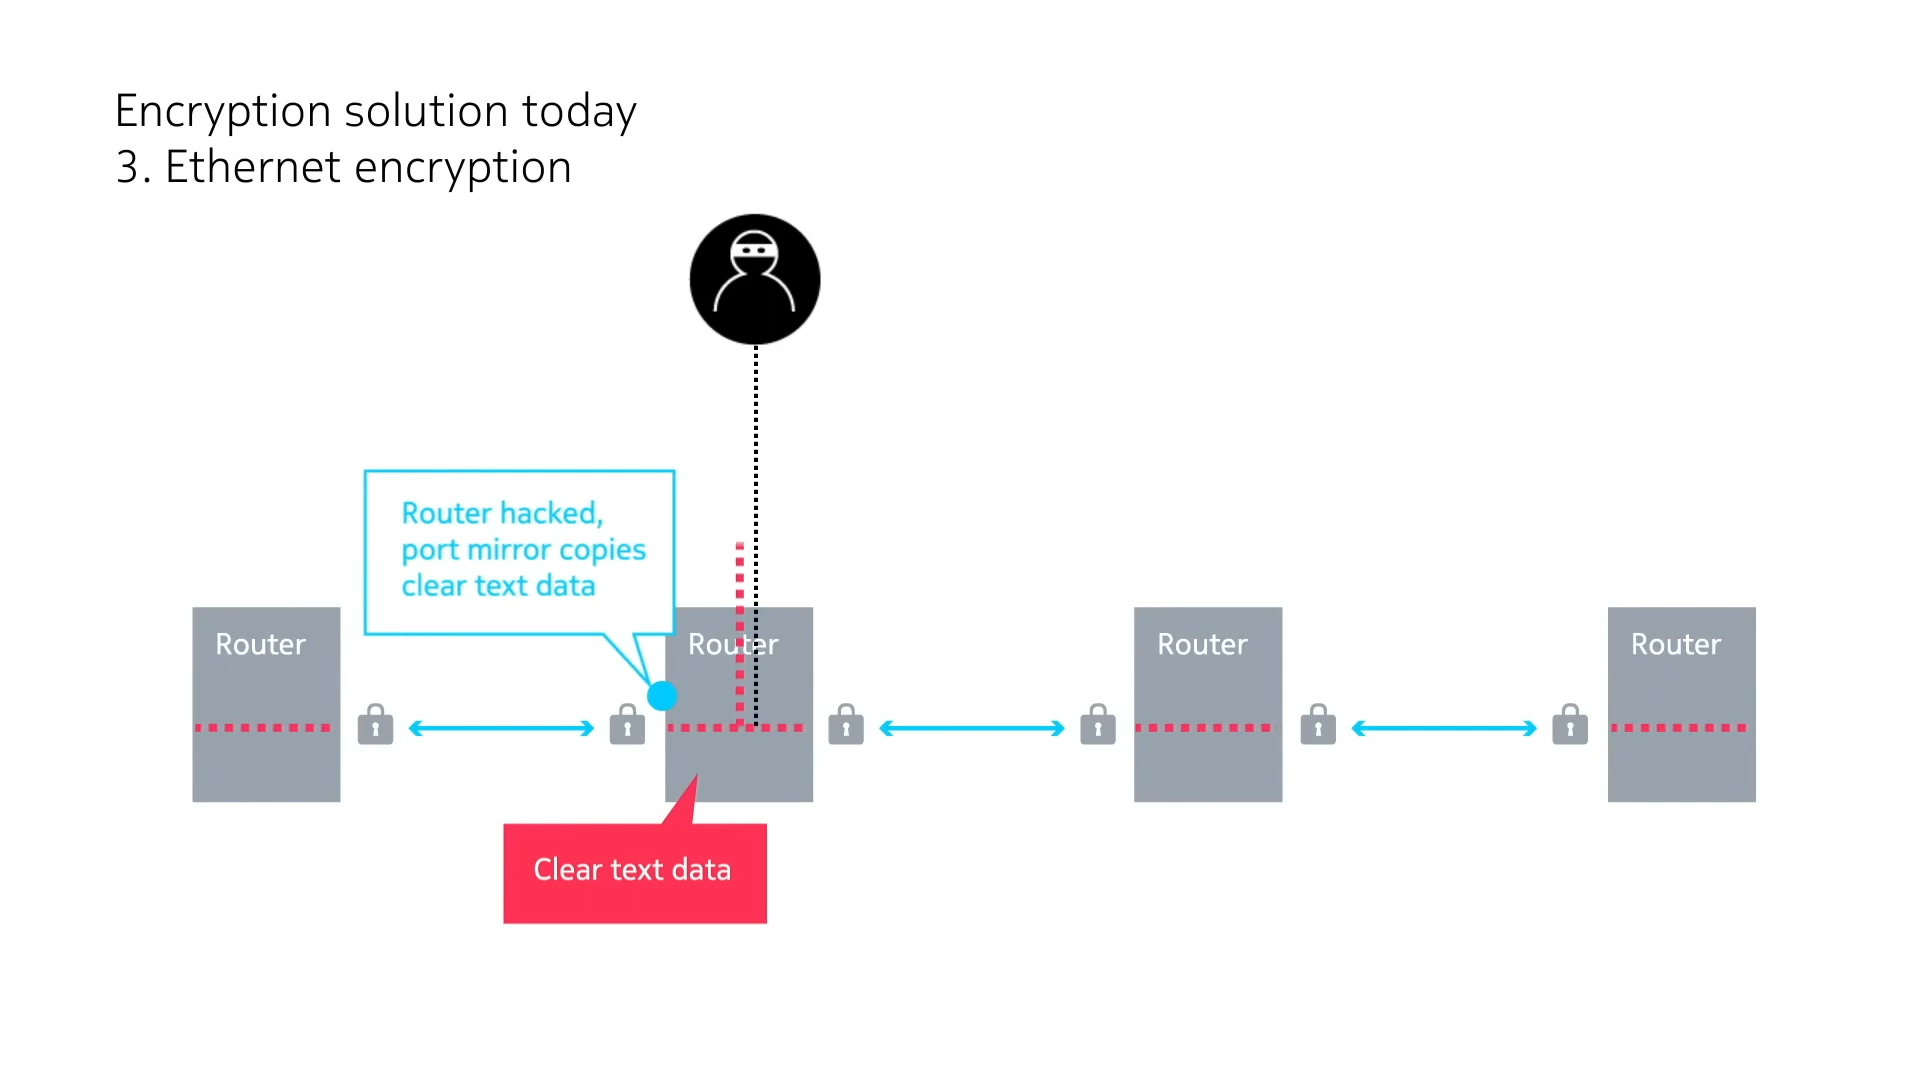 Encryption solution today
3. Ethernet encryption
Router hacked,
port mirror copies
clear text data
Router
Router
Router
Router
Clear text data